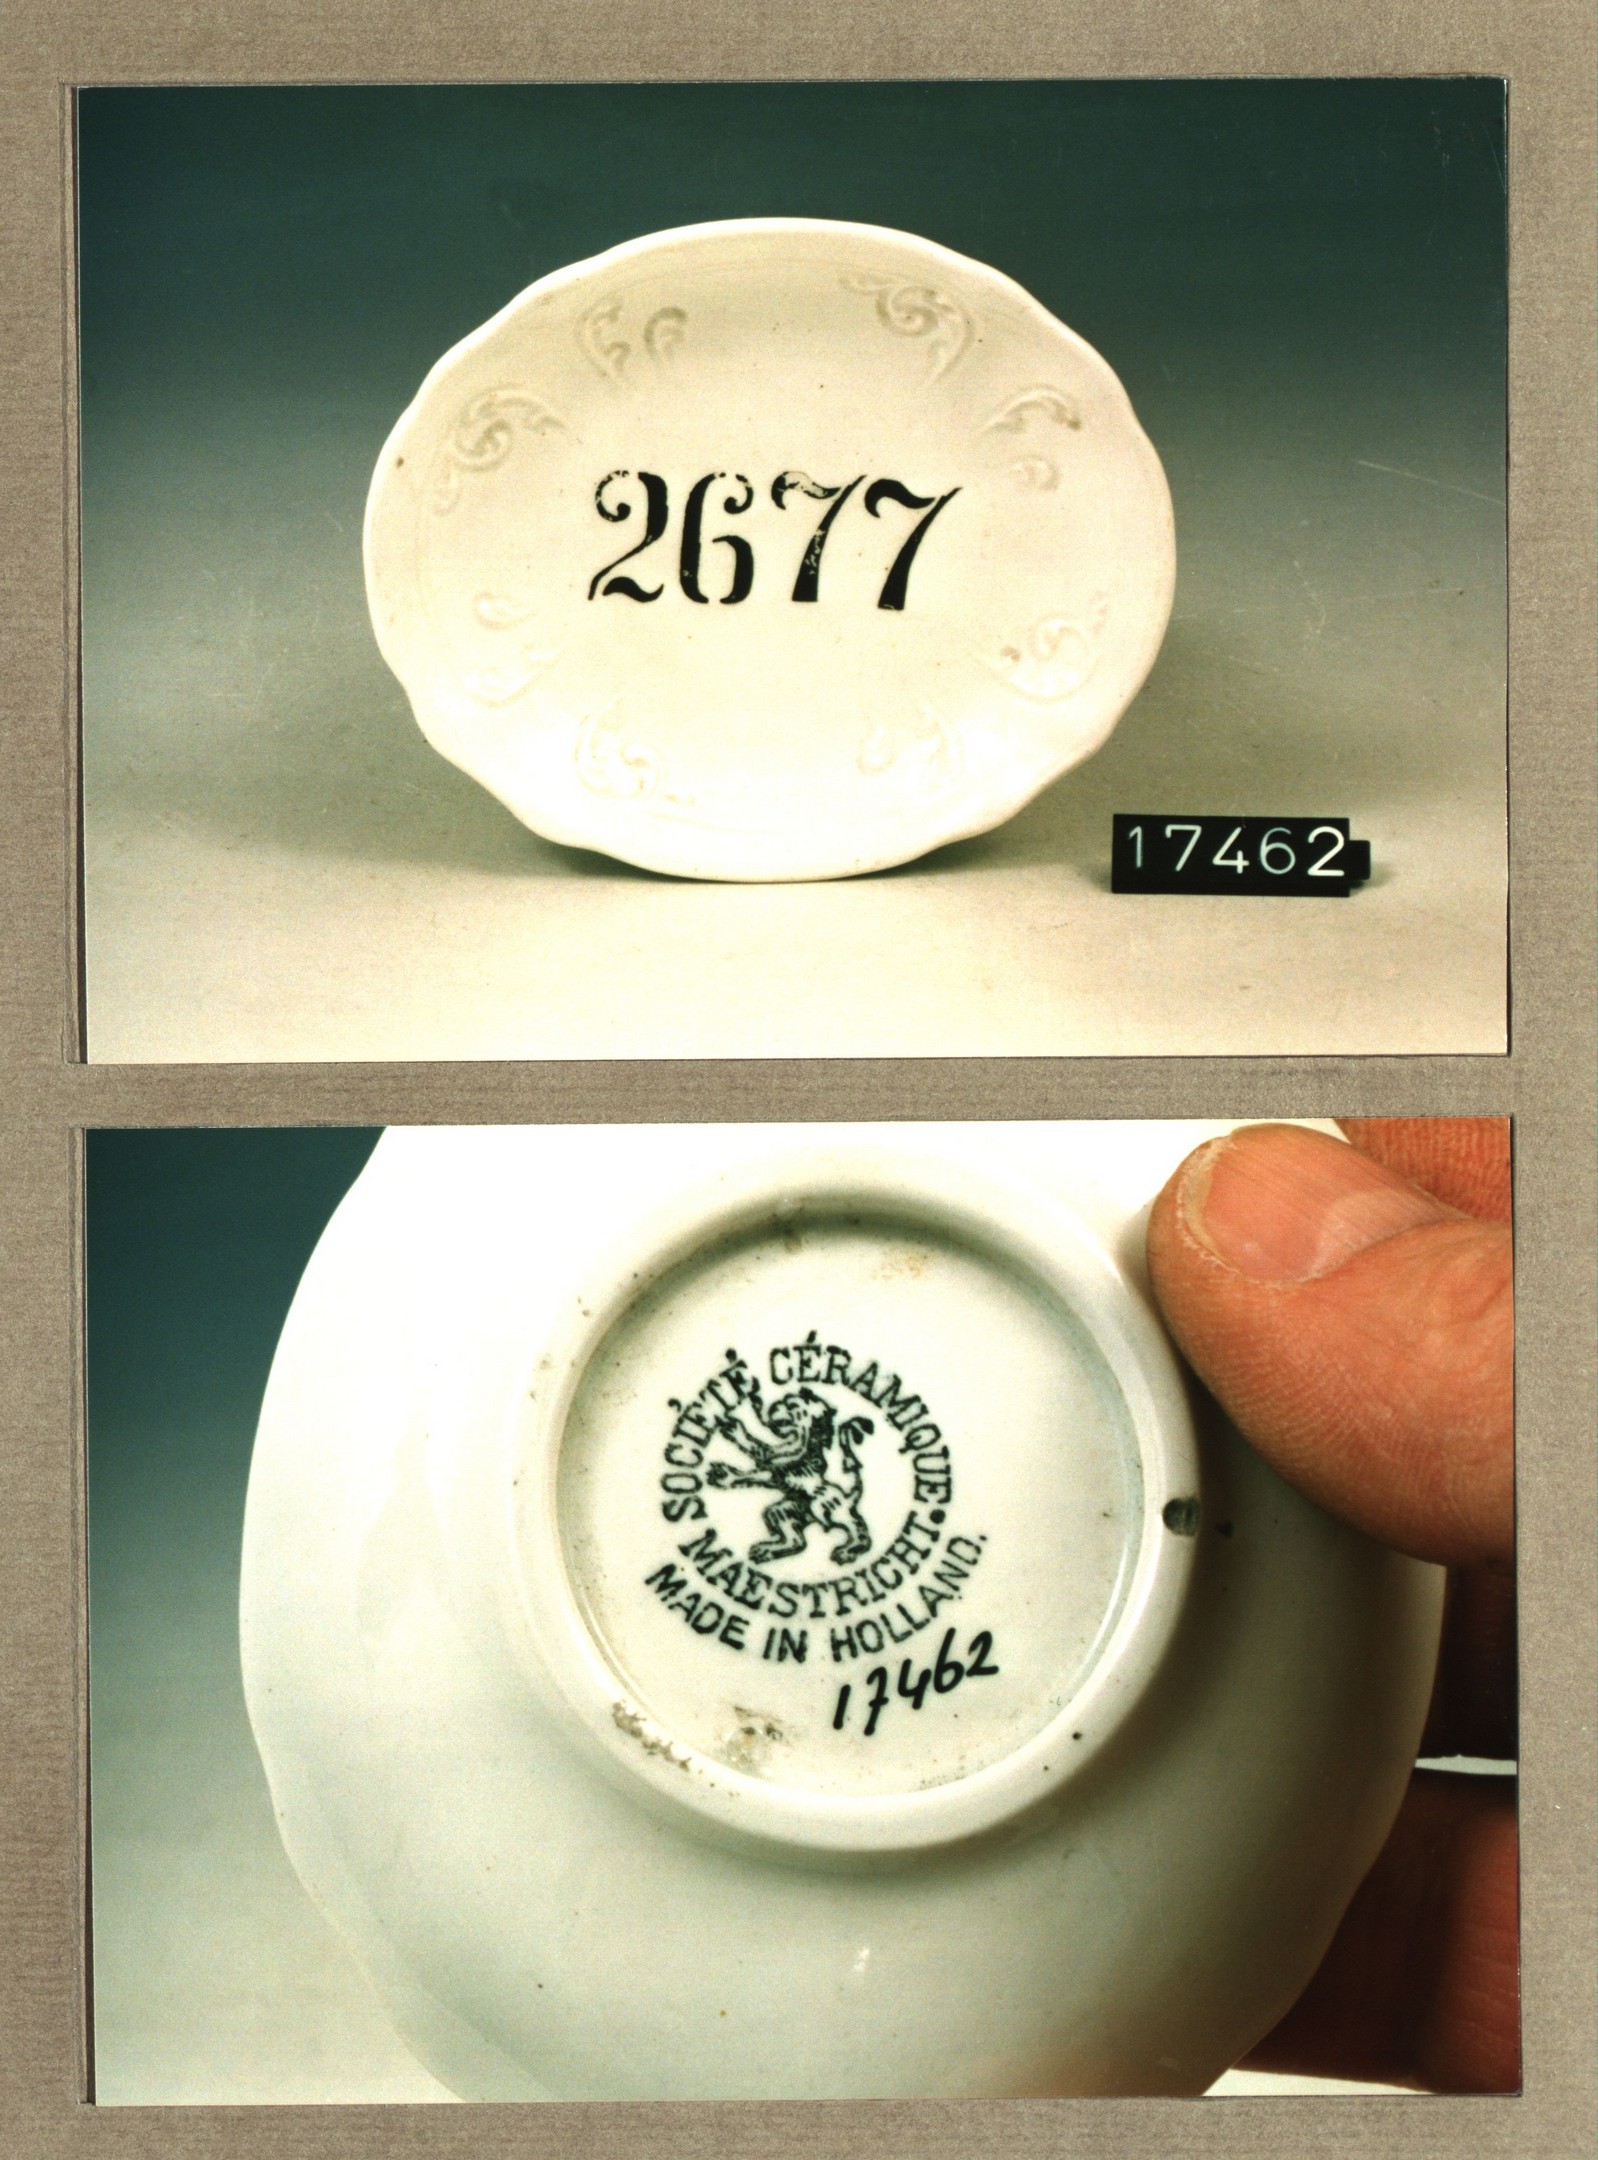 2677
17462
SOCIÉTÉ CÉRAMIQUE.
MAESTRICHT
MADE IN HOLLAND.
17462